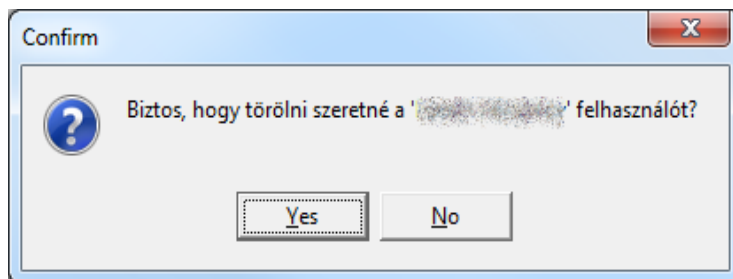 Confirm
Biztos, hogy törölni szeretné a '' felhasználót?
Yes
No